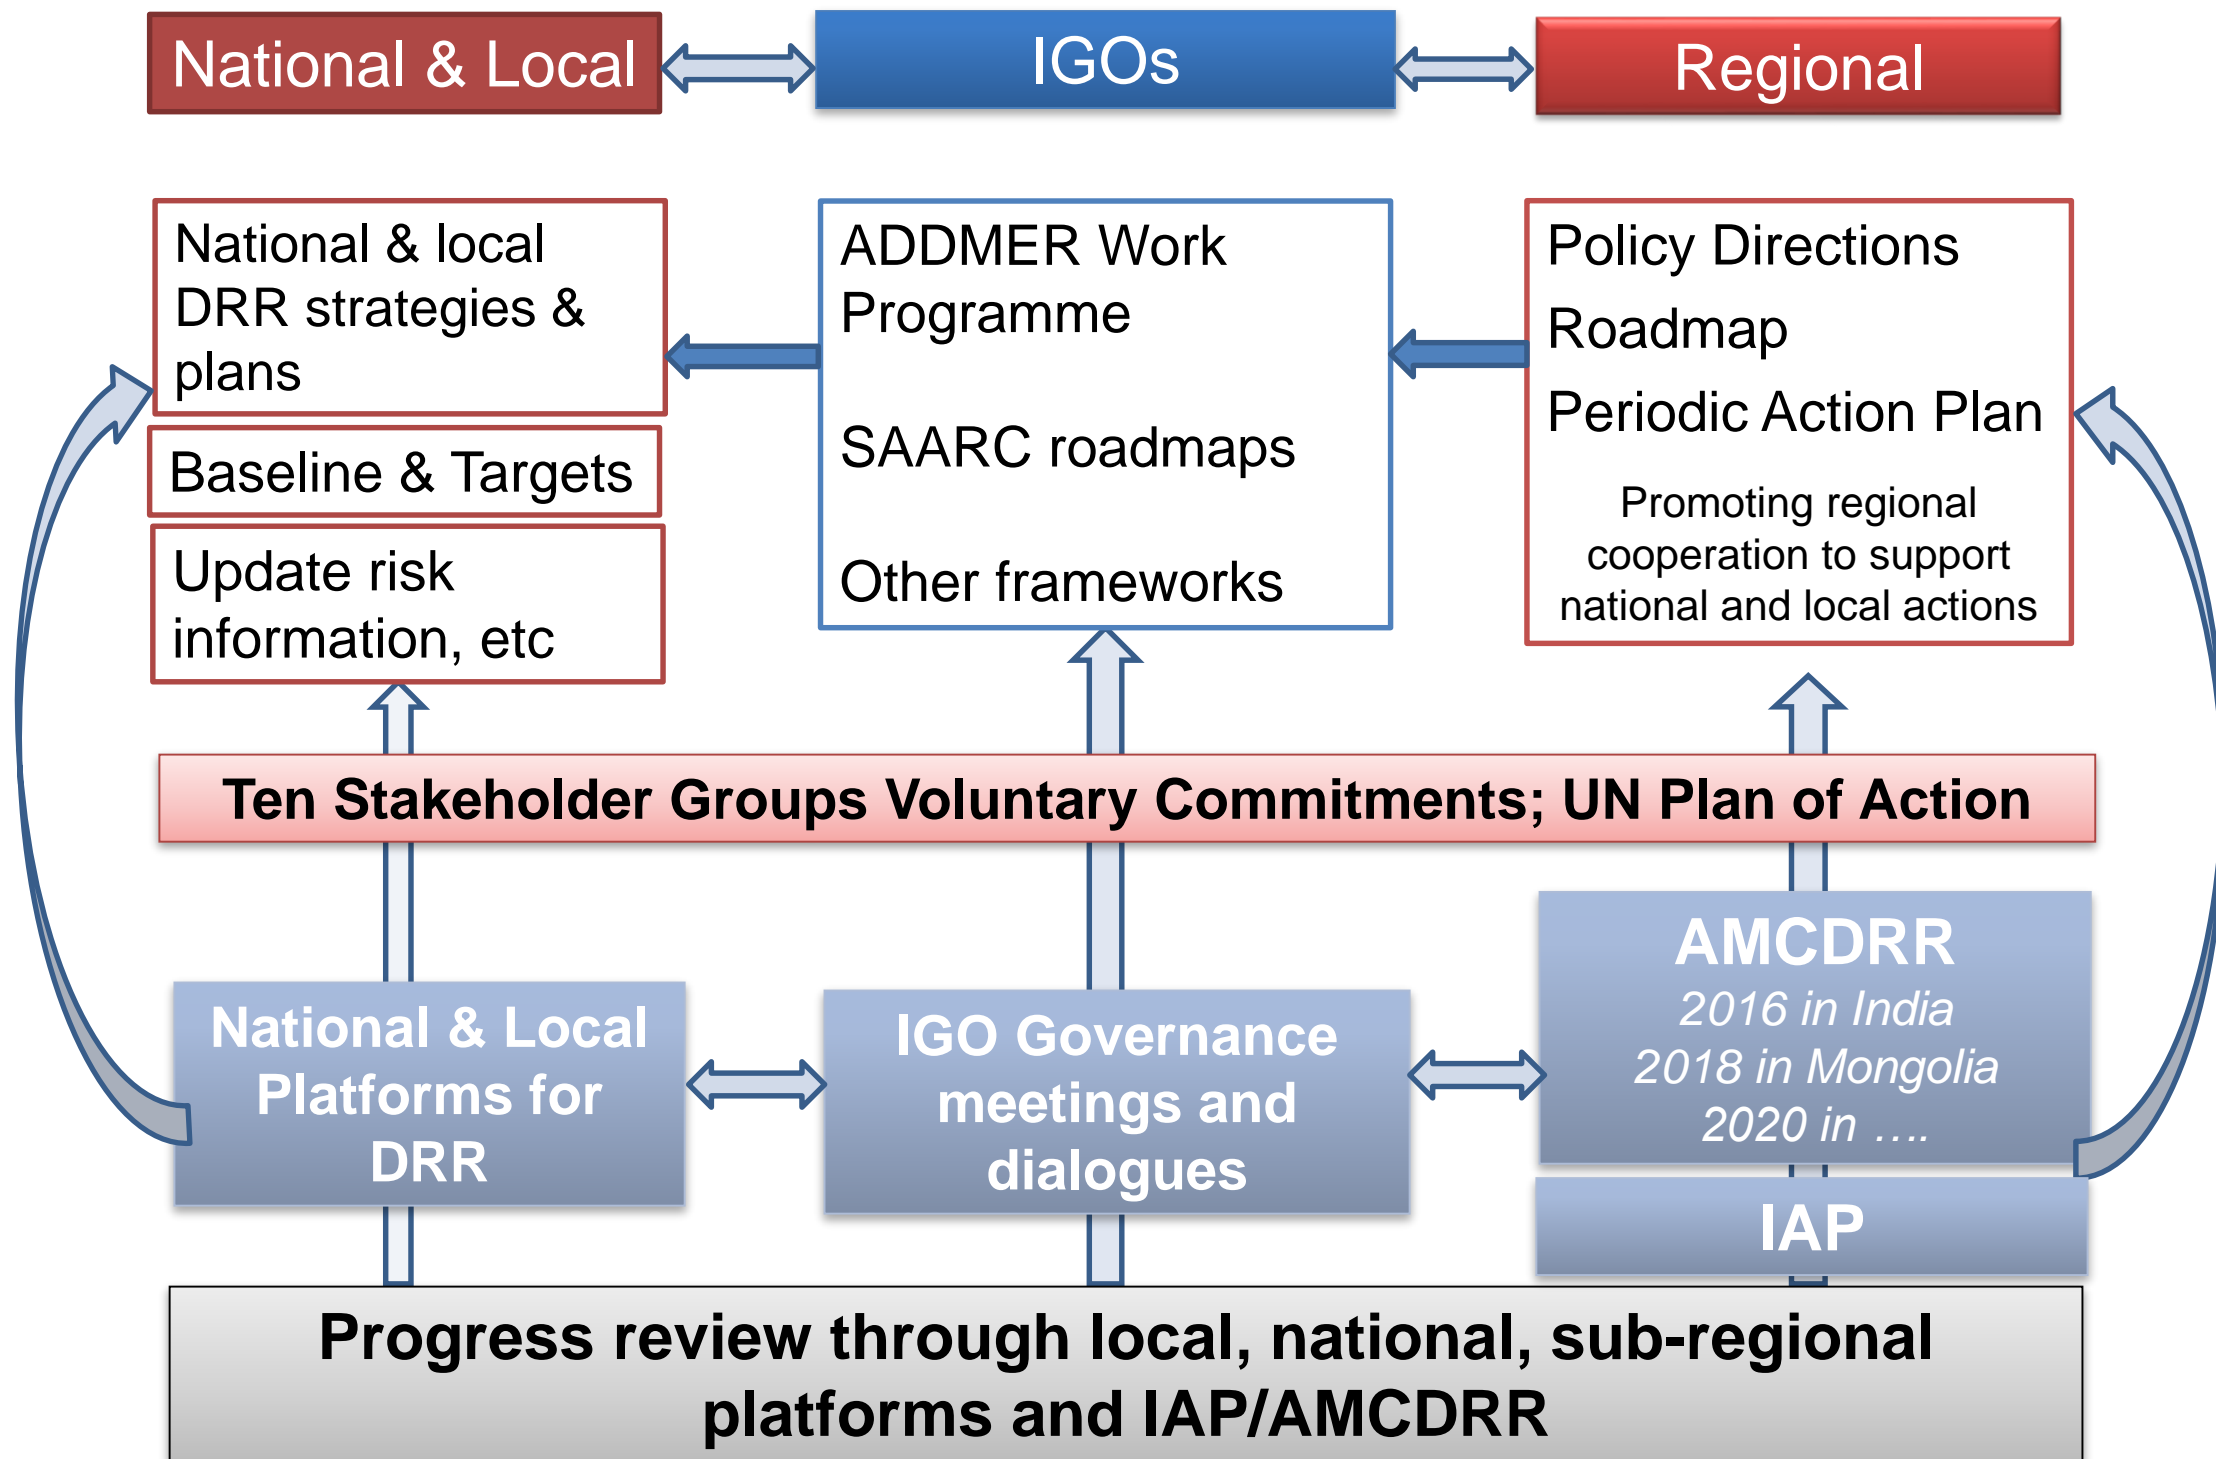 National & Local
IGOs
Regional
National & local
DRR strategies &
plans
Baseline & Targets
Update risk
information, etc
ADDMER Work
Programme
SAARC roadmaps
Other frameworks
Policy Directions
Roadmap
Periodic Action Plan
Promoting regional
cooperation to support
national and local actions
Ten Stakeholder Groups Voluntary Commitments; UN Plan of Action
National & Local
Platforms for
DRR
IGO Governance
meetings and
dialogues
AMCDRR
2016 in India
2018 in Mongolia
2020 in ….
IAP
Progress review through local, national, sub-regional
platforms and IAP/AMCDRR